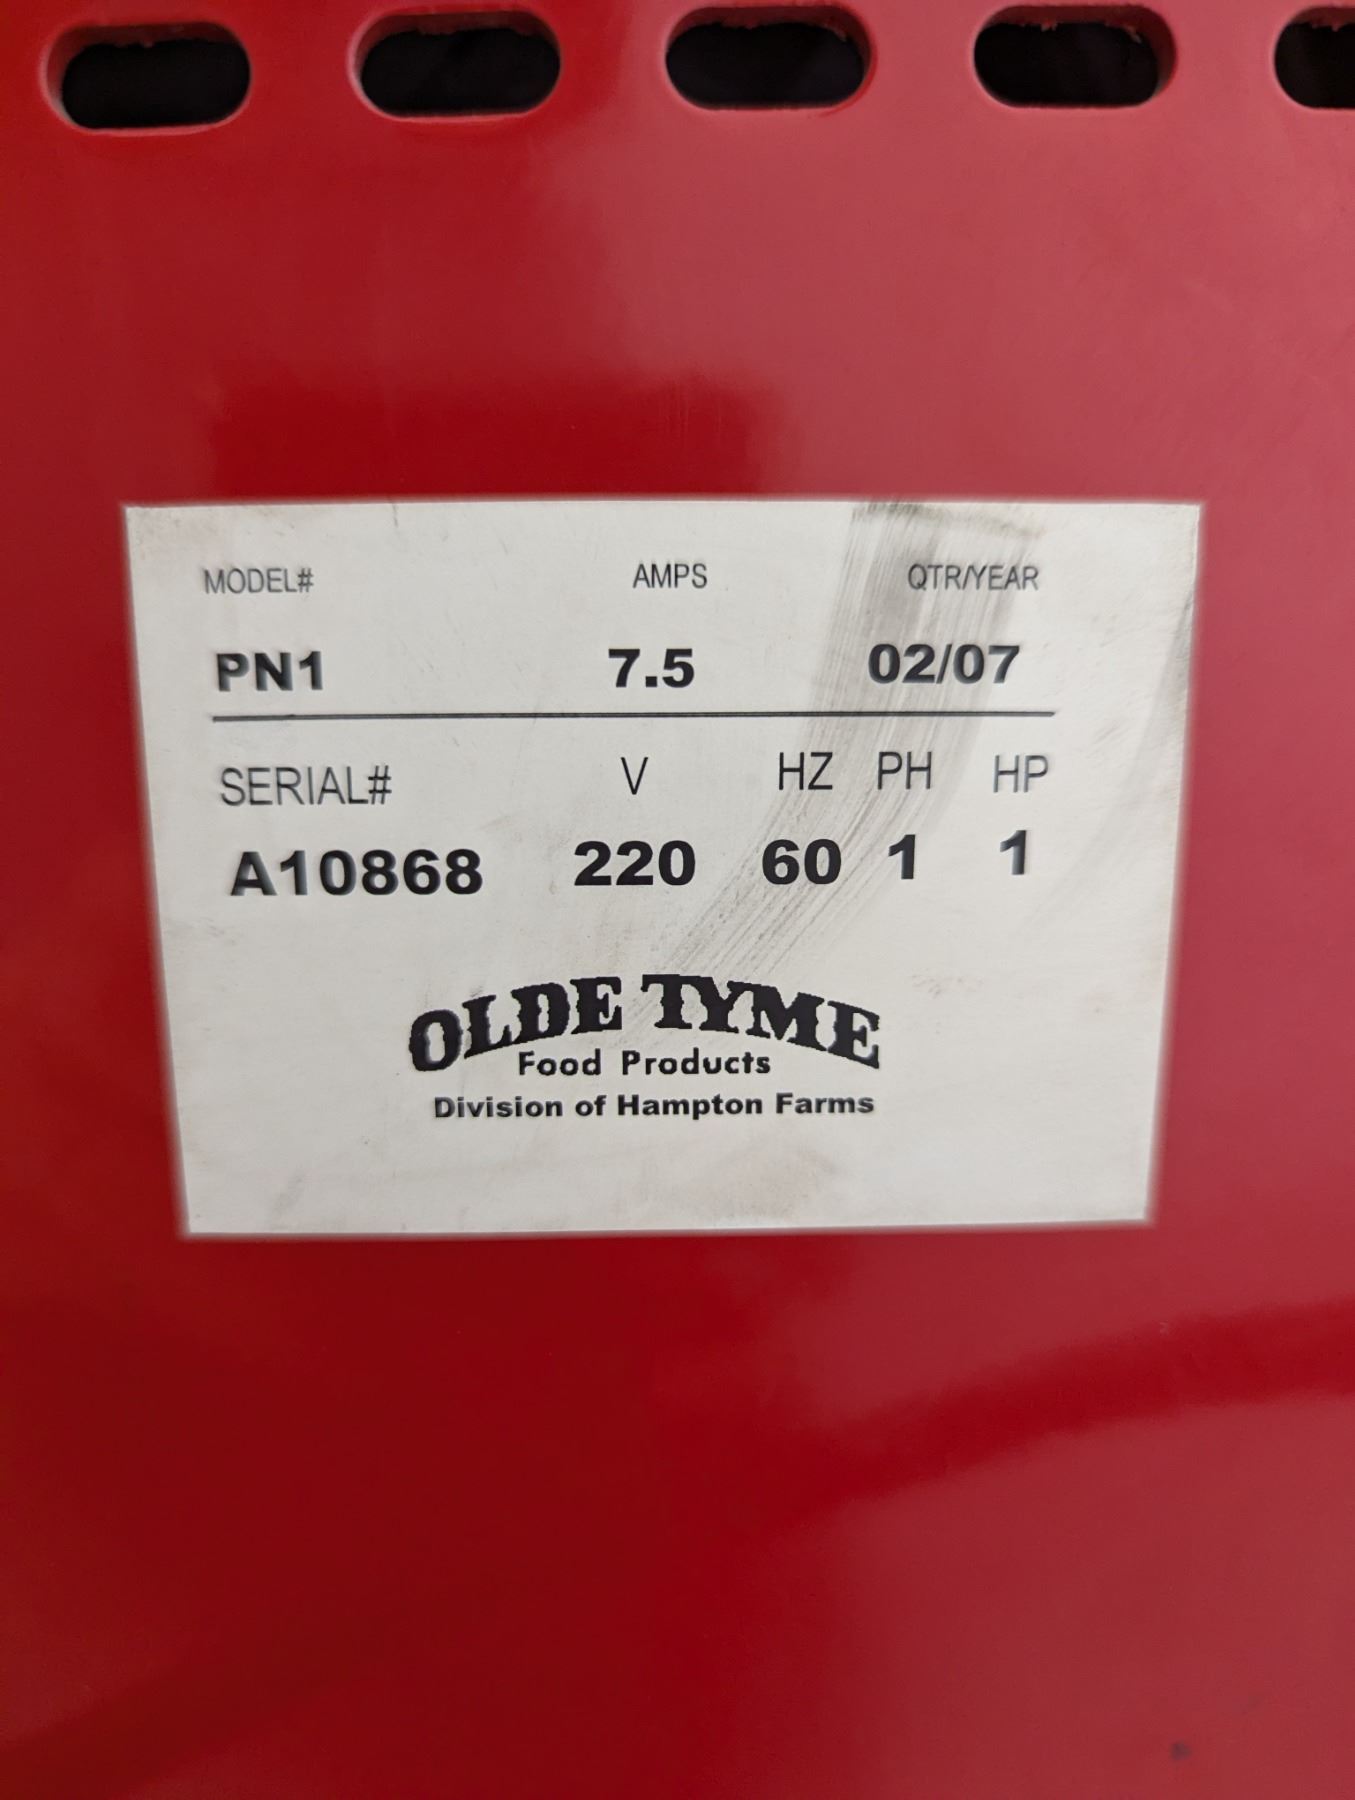 MODEL# AMPS QTR/YEAR
PN1 7.5 02/07
SERIAL# V HZ PH HP
A10868 220 60 1 1
OLDE TYME
Food Products
Division of Hampton Farms